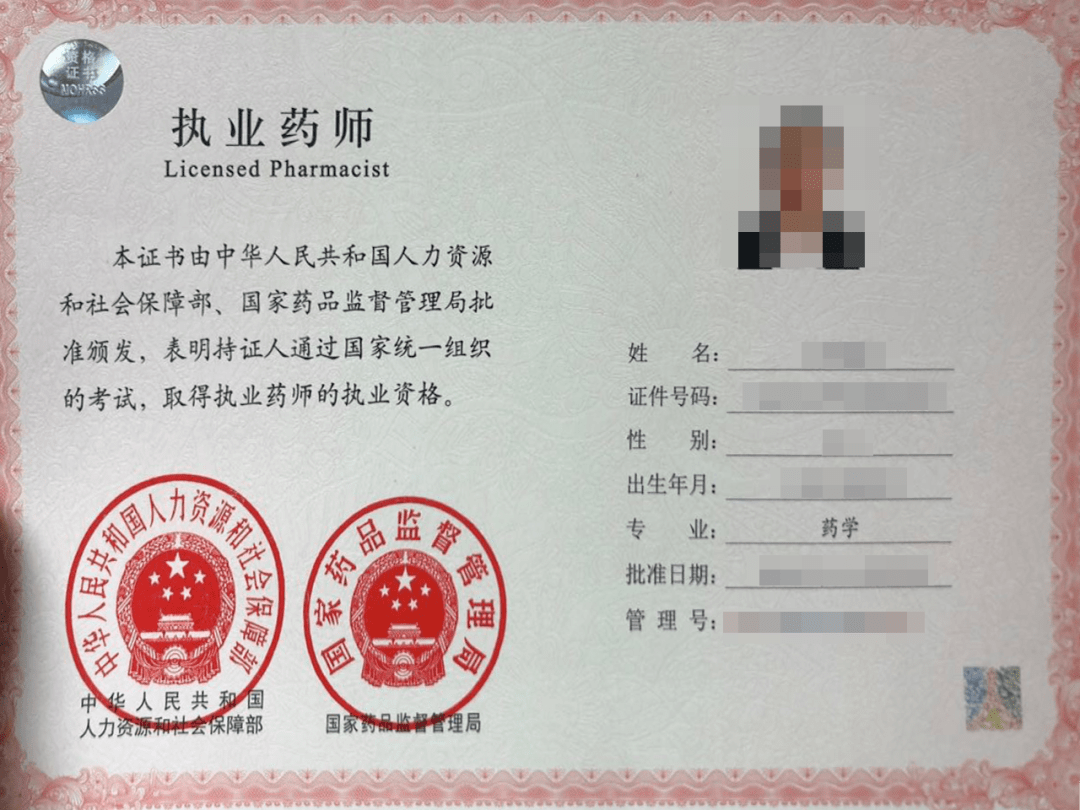 资格
证书
MOHRSS
执业药师
Licensed Pharmacist
本证书由中华人民共和国人力资源
和社会保障部、国家药品监督管理局批
准颁发，表明持证人通过国家统一组织
的考试，取得执业药师的执业资格。
中华人民共和国人力资源和社会保障部
中华人民共和国
人力资源和社会保障部
国家药品监督管理局
国家药品监督管理局
姓 名：
证件号码：
性 别：
出生年月：
专 业： 药学
批准日期：
管 理 号：